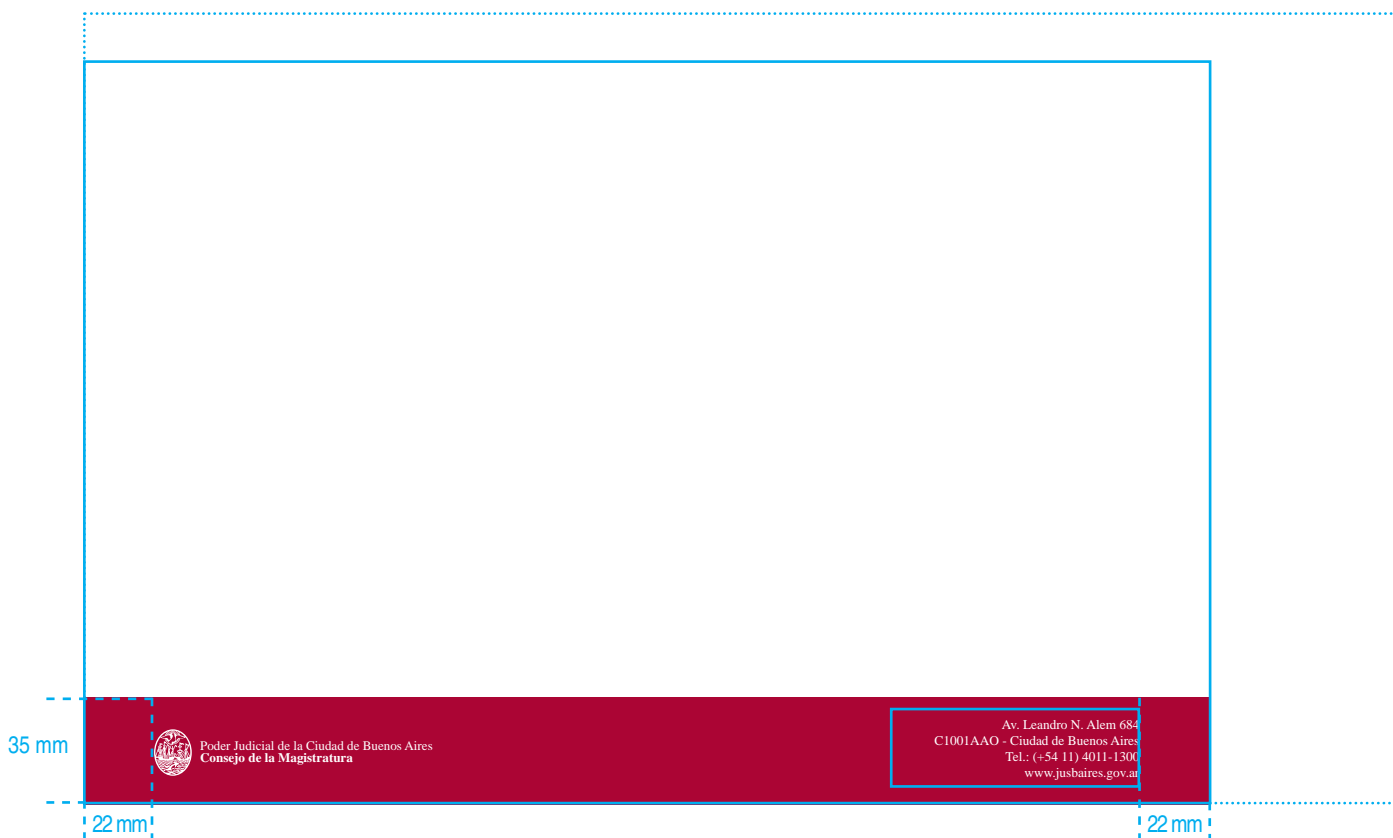 35 mm
Poder Judicial de la Ciudad de Buenos Aires
Consejo de la Magistratura
Av. Leandro N. Alem 684
C1001AAO - Ciudad de Buenos Aires
Tel.: (+54 11) 4011-1300
www.jusbaires.gov.ar
22 mm
22 mm